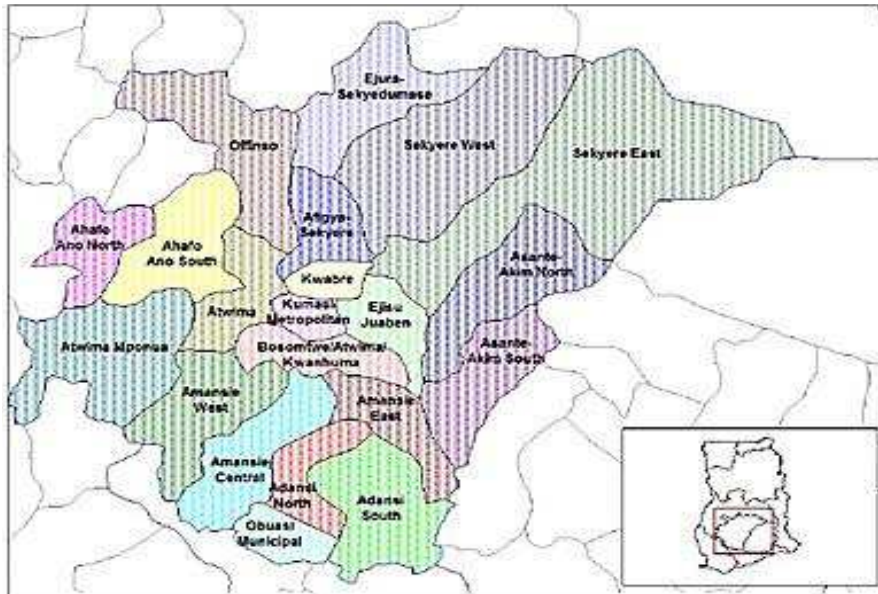 Ejura-
Sekyedumase
Offinso
Sekyere West
Sekyere East
Afigya-
Sekyere
Ahafo
Ano North
Ahafo
Ano South
Asante-
Akim North
Kwabre
Atwima
Kumasi
Metropolitan
Ejisu
Juaben
Atwima Mponua
Bosomtwe/Atwima/
Kwanhuma
Asante-
Akim South
Amansie
West
Amansie
East
Amansie
Central
Adansi
North
Adansi
South
Obuasi
Municipal